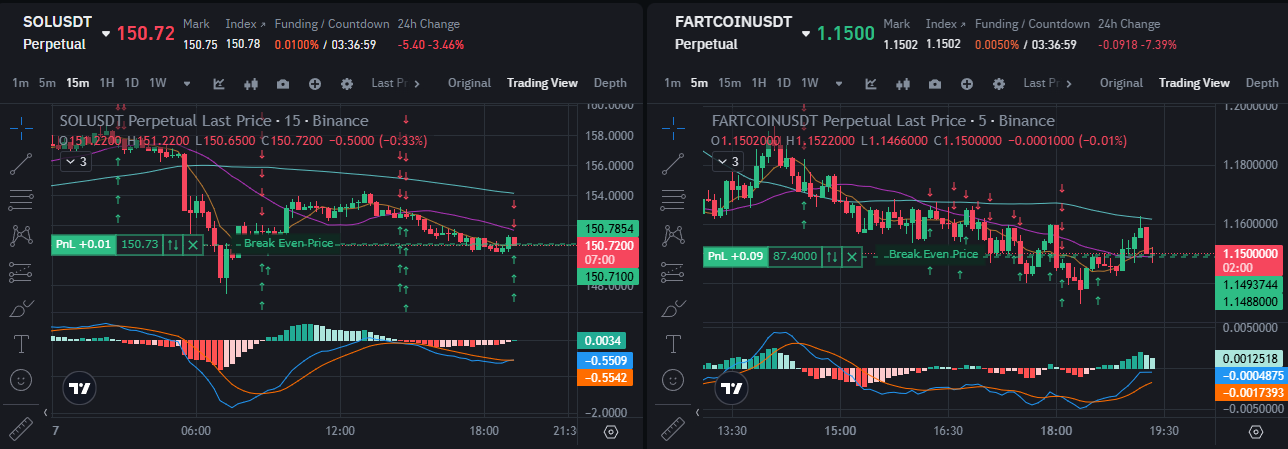 SOLUSDT
Perpetual
150.72
Mark
150.75
Index
150.78
Funding / Countdown
0.0100% / 03:36:59
24h Change
-5.40 -3.46%
1m 5m 15m 1H 1D 1W
Last Pr
Original Trading View Depth
SOLUSDT Perpetual Last Price · 15 · Binance
O151.2200 H151.2200 L150.6500 C150.7200 −0.5000 (−0.33%)
3
160.0000
158.0000
156.0000
154.0000
152.0000
150.7854
150.7200
07:00
150.7100
148.0000
PnL +0.01 150.73
Break Even Price
0.0034
−0.5509
−0.5542
−2.0000
7 06:00 12:00 18:00 21:3
FARTCOINUSDT
Perpetual
1.1500
Mark
1.1502
Index
1.1502
Funding / Countdown
0.0050% / 03:36:59
24h Change
-0.0918 -7.39%
1m 5m 15m 1H 1D 1W
Last Pr
Original Trading View Depth
FARTCOINUSDT Perpetual Last Price · 5 · Binance
O1.1502000 H1.1522000 L1.1466000 C1.1500000 −0.0001000 (−0.01%)
3
1.2000000
1.1800000
1.1600000
1.1500000
02:00
1.1493744
1.1488000
PnL +0.09 87.4000
Break Even Price
0.0050000
0.0012518
−0.0004875
−0.0017393
−0.0050000
13:30 15:00 16:30 18:00 19:30